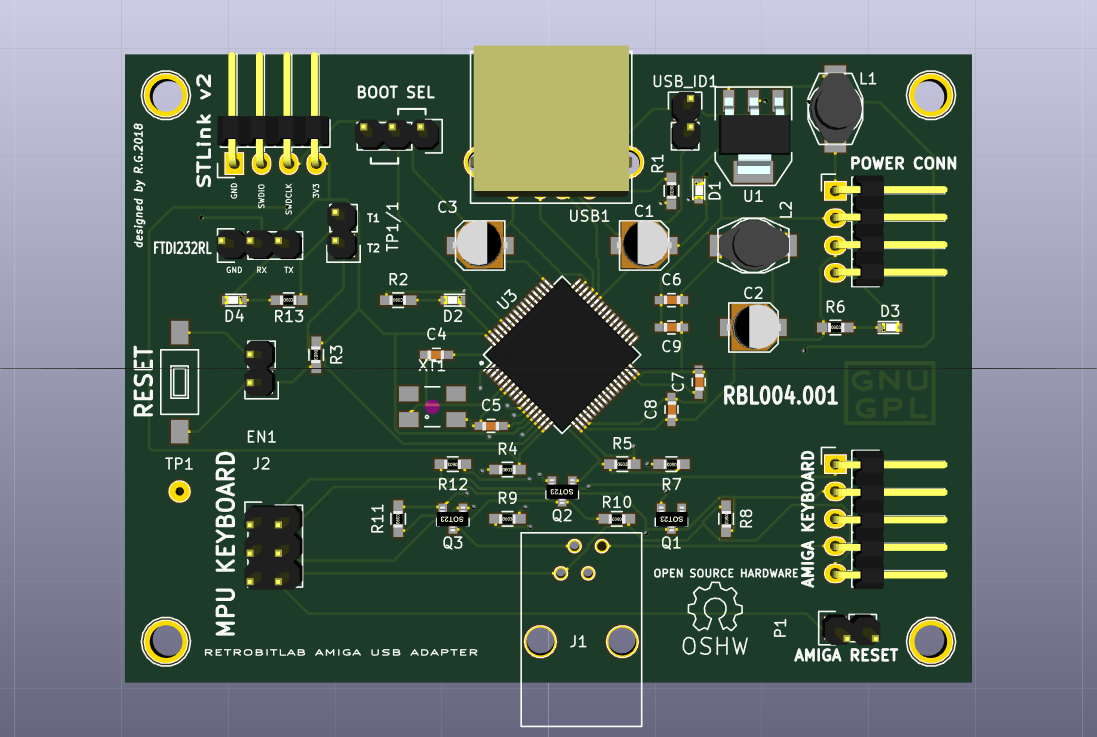 STLink v2
designed by R.G.2018
GND
SWDIO
SWDCLK
3V3
BOOT SEL
USB_ID1
L1
R1
D1
U1
POWER CONN
USB1
C3
C1
L2
T1
T2
TP1/1
FTDI232RL
GND
RX
TX
D4
R13
R2
D2
U3
C6
C9
C2
R6
D3
C4
XT1
R3
RESET
C5
C7
C8
RBL004.001
GNU
GPL
EN1
J2
TP1
MPU KEYBOARD
R4
R12
R5
R7
R11
SOT23
Q3
R9
SOT23
Q2
R10
SOT23
Q1
R8
AMIGA KEYBOARD
OPEN SOURCE HARDWARE
OSHW
J1
P1
AMIGA RESET
RETROBITLAB AMIGA USB ADAPTER